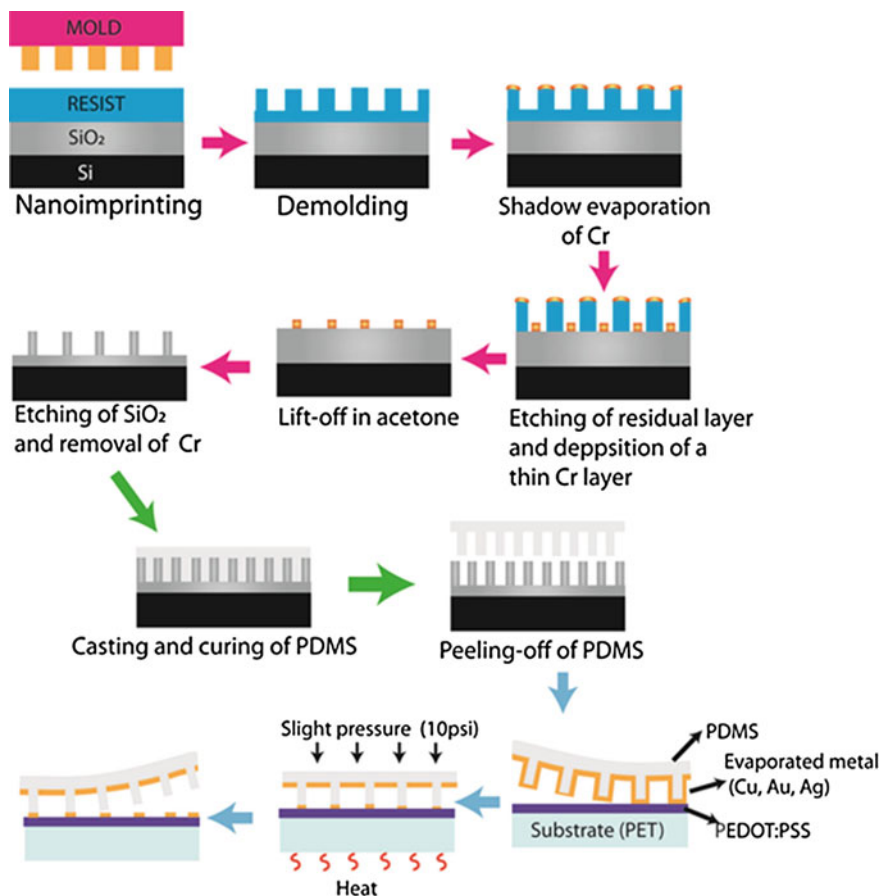 MOLD
RESIST
SiO₂
Si
Nanoimprinting
Demolding
Shadow evaporation
of Cr
Etching of SiO₂
and removal of Cr
Lift-off in acetone
Etching of residual layer
and deppsition of a
thin Cr layer
Casting and curing of PDMS
Peeling-off of PDMS
Slight pressure (10psi)
Heat
PDMS
Evaporated metal
(Cu, Au, Ag)
Substrate (PET)
PEDOT:PSS